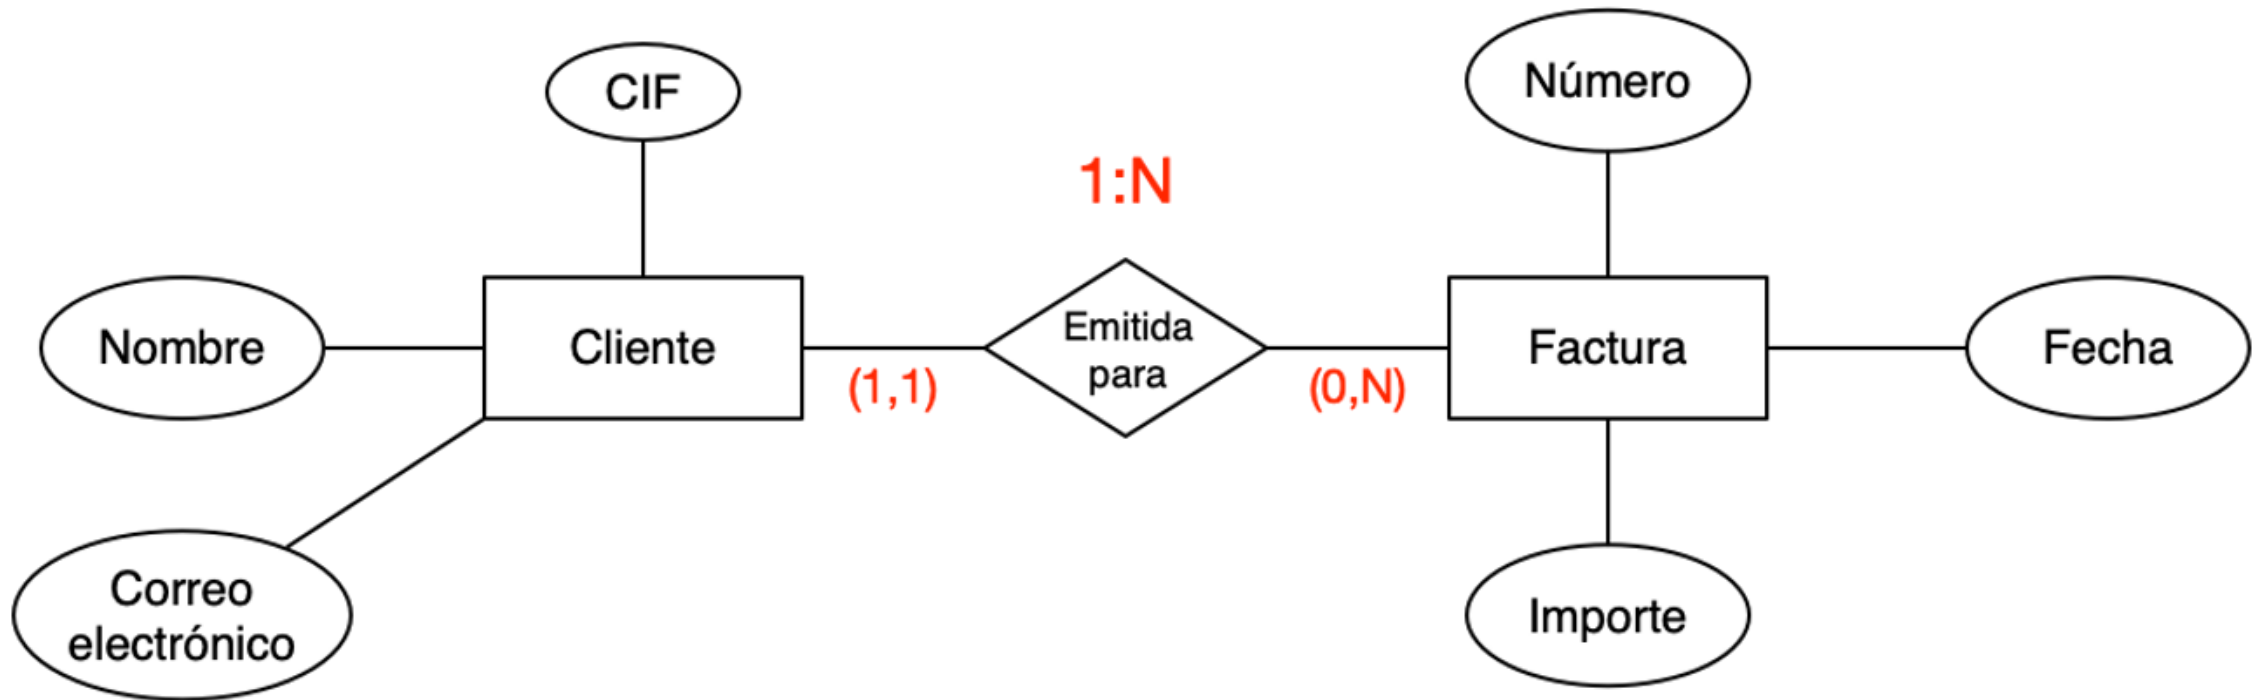 CIF
Número
1:N
Nombre
Cliente
Emitida
para
Factura
Fecha
(1,1)
(0,N)
Correo
electrónico
Importe